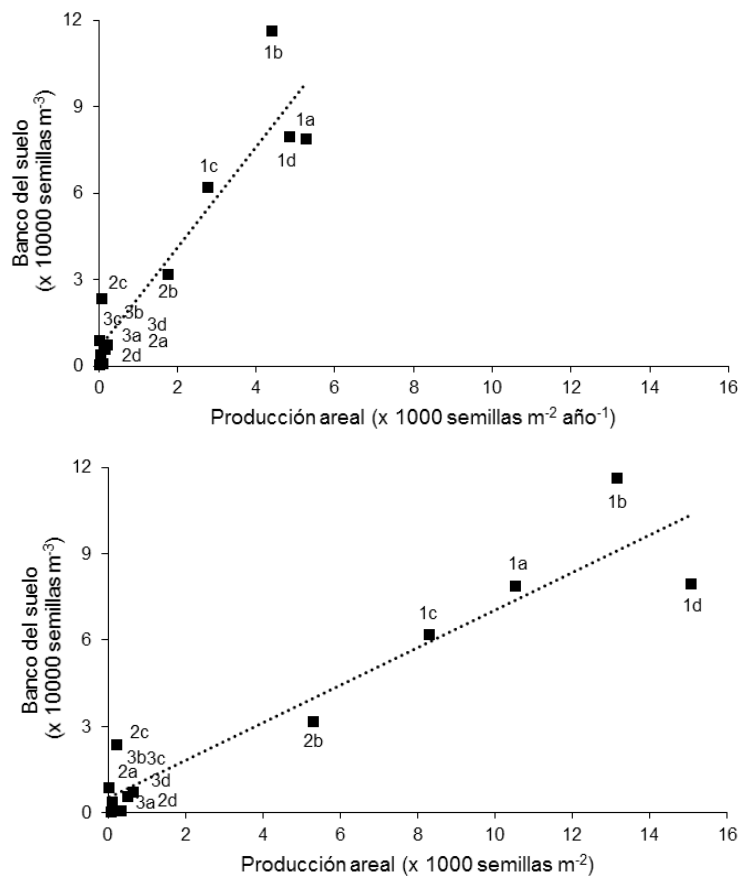 12
1b
9
1a
1d
1c
6
3
2c
2b
3c 3b
3d
3a 2a
2d
0
0 2 4 6 8 10 12 14 16
Banco del suelo
(x 10000 semillas m-3)
Producción areal (x 1000 semillas m-2 año-1)
12
1b
9
1a
1d
1c
6
3
2c
2b
3b3c
2a
3d
3a 2d
0
0 2 4 6 8 10 12 14 16
Banco del suelo
(x 10000 semillas m-3)
Producción areal (x 1000 semillas m-2)